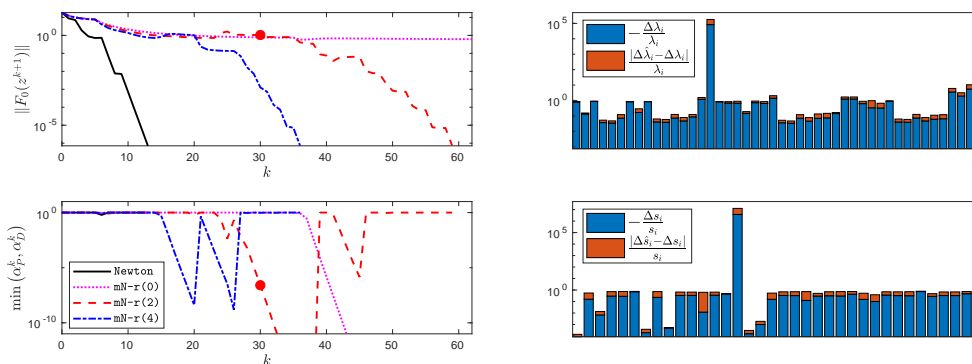 10^0
10^-5
‖F_0(z^{k+1})‖
0 10 20 30 40 50 60
k
10^0
10^-10
min (α_P^k, α_D^k)
Newton
mN-r(0)
mN-r(2)
mN-r(4)
0 10 20 30 40 50 60
k
10^5
10^0
-Δλ_i/λ_i
|Δλ̂_i-Δλ_i|/λ_i
10^5
10^0
-Δs_i/s_i
|Δŝ_i-Δs_i|/s_i